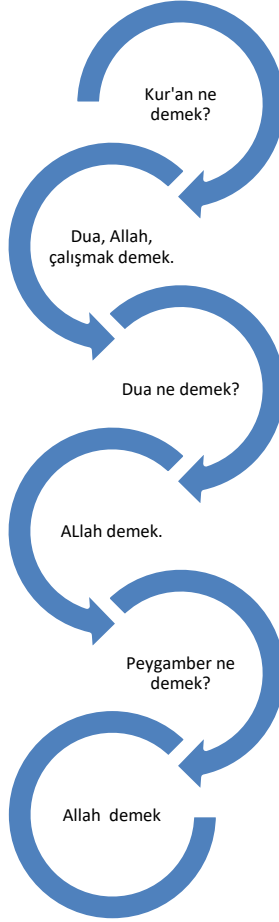 Kur'an ne
demek?
Dua, Allah,
çalışmak demek.
Dua ne demek?
ALlah demek.
Peygamber ne
demek?
Allah demek